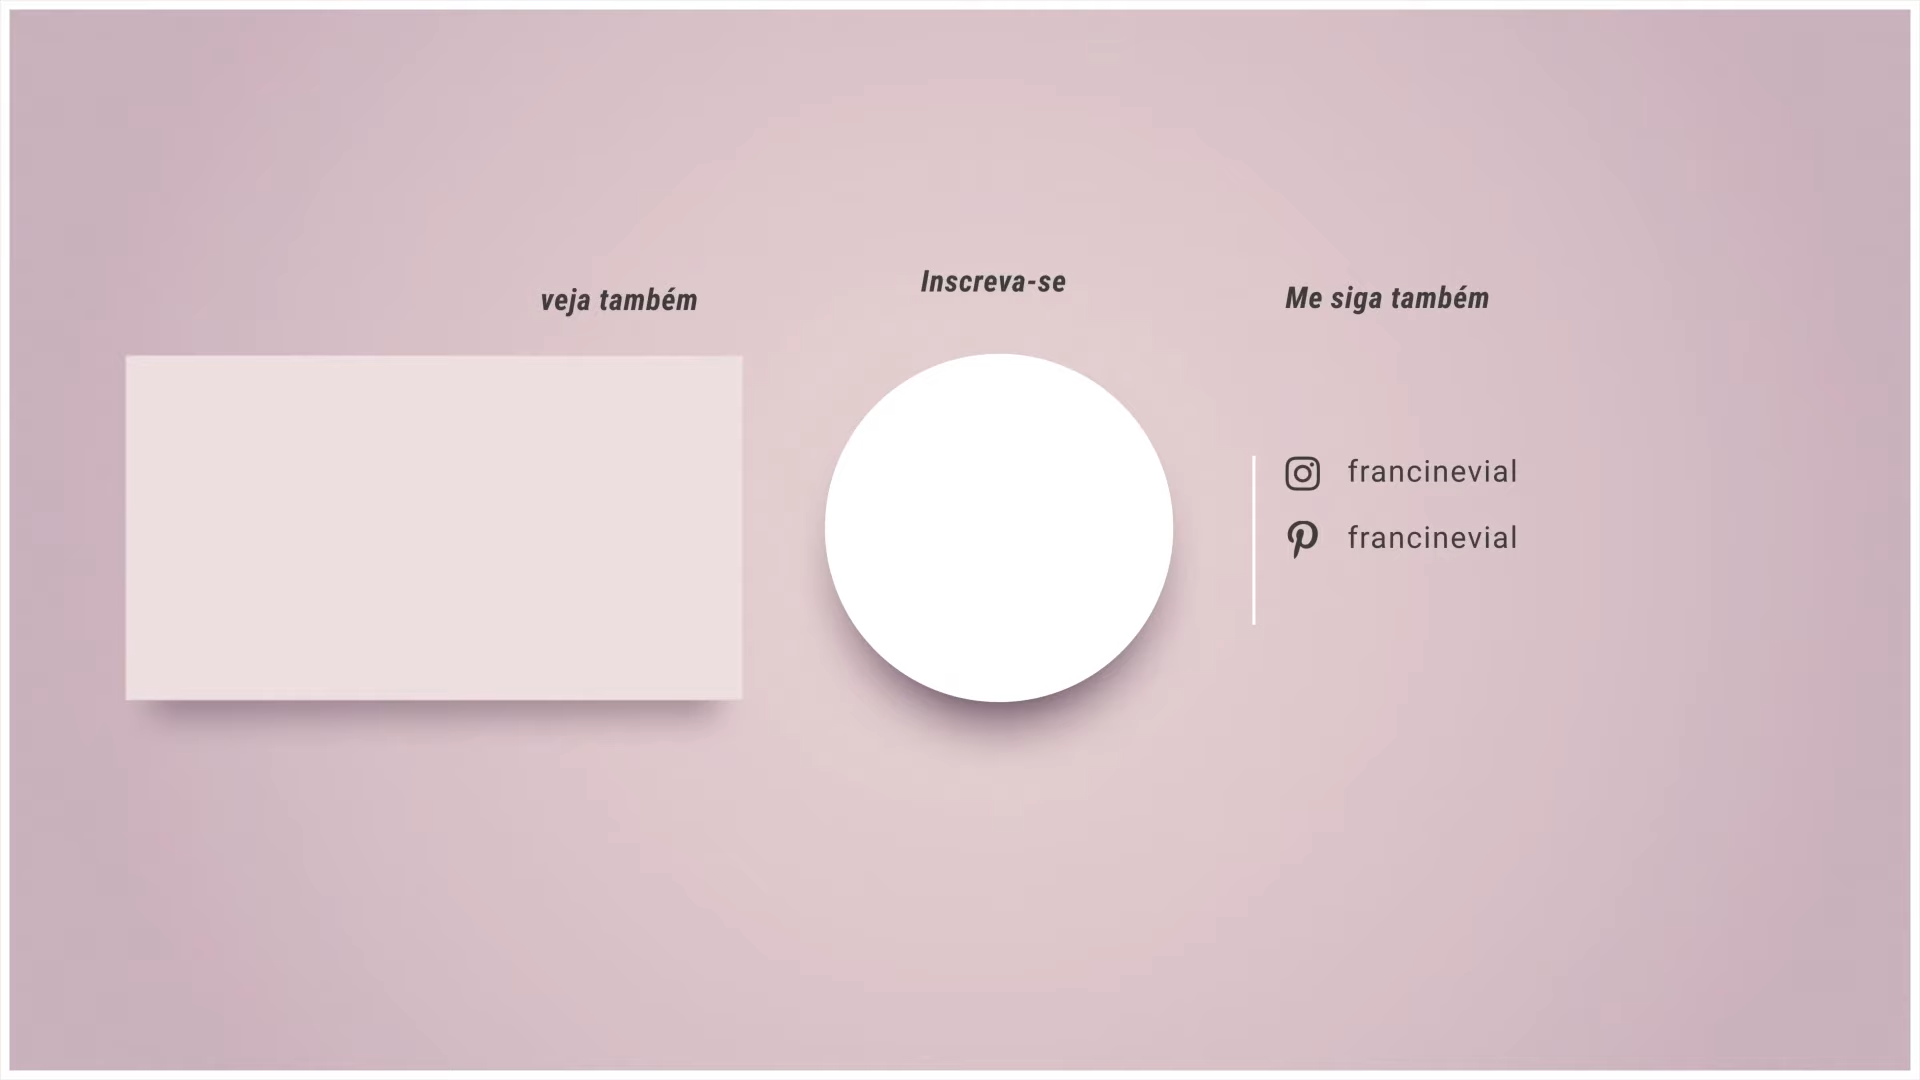 veja também
Inscreva-se
Me siga também
francinevial
francinevial